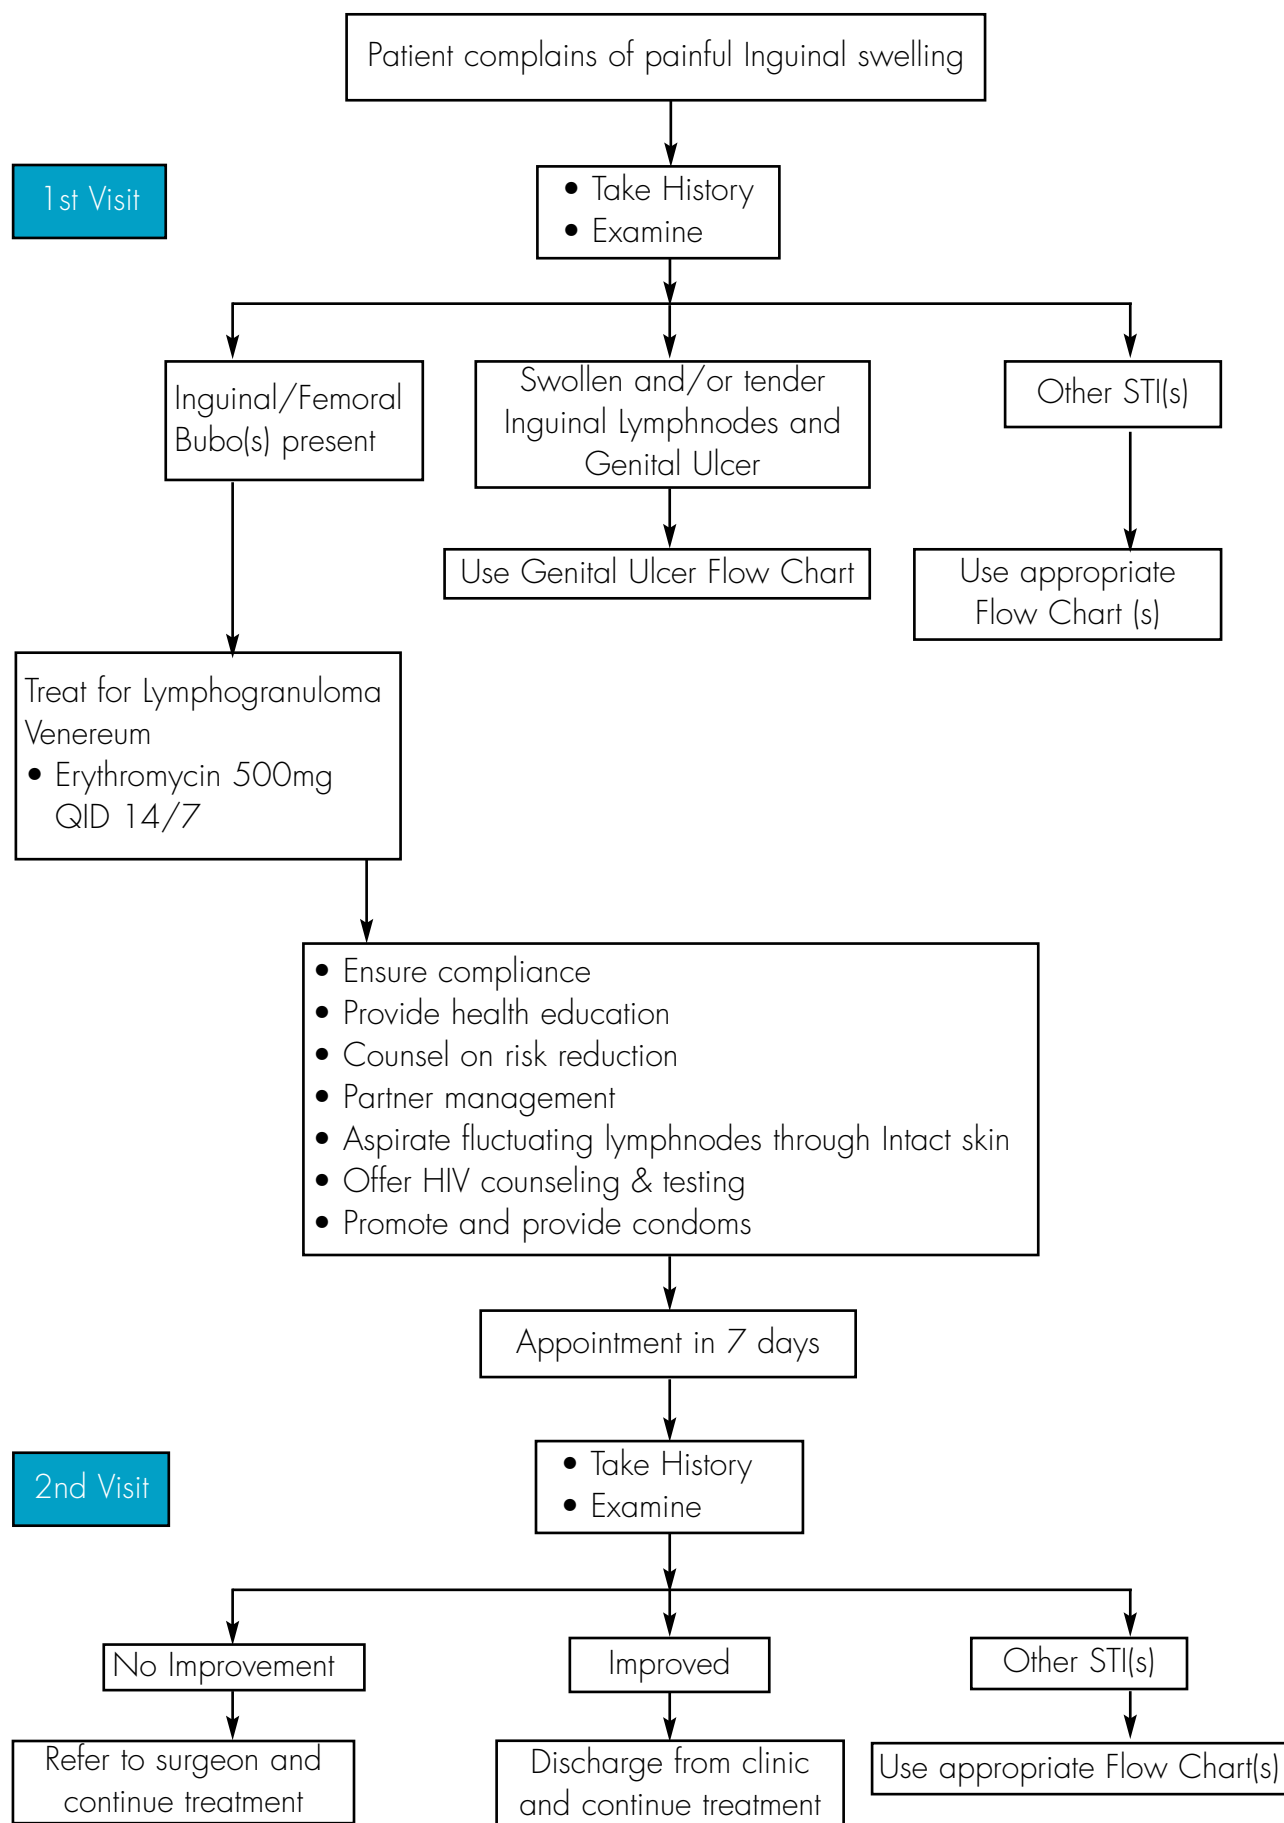 Patient complains of painful Inguinal swelling
1st Visit
• Take History
• Examine
Inguinal/Femoral
Bubo(s) present
Swollen and/or tender
Inguinal Lymphnodes and
Genital Ulcer
Other STI(s)
Use Genital Ulcer Flow Chart
Use appropriate
Flow Chart (s)
Treat for Lymphogranuloma
Venereum
• Erythromycin 500mg
QID 14/7
• Ensure compliance
• Provide health education
• Counsel on risk reduction
• Partner management
• Aspirate fluctuating lymphnodes through Intact skin
• Offer HIV counseling & testing
• Promote and provide condoms
Appointment in 7 days
2nd Visit
• Take History
• Examine
No Improvement
Improved
Other STI(s)
Refer to surgeon and
continue treatment
Discharge from clinic
and continue treatment
Use appropriate Flow Chart(s)